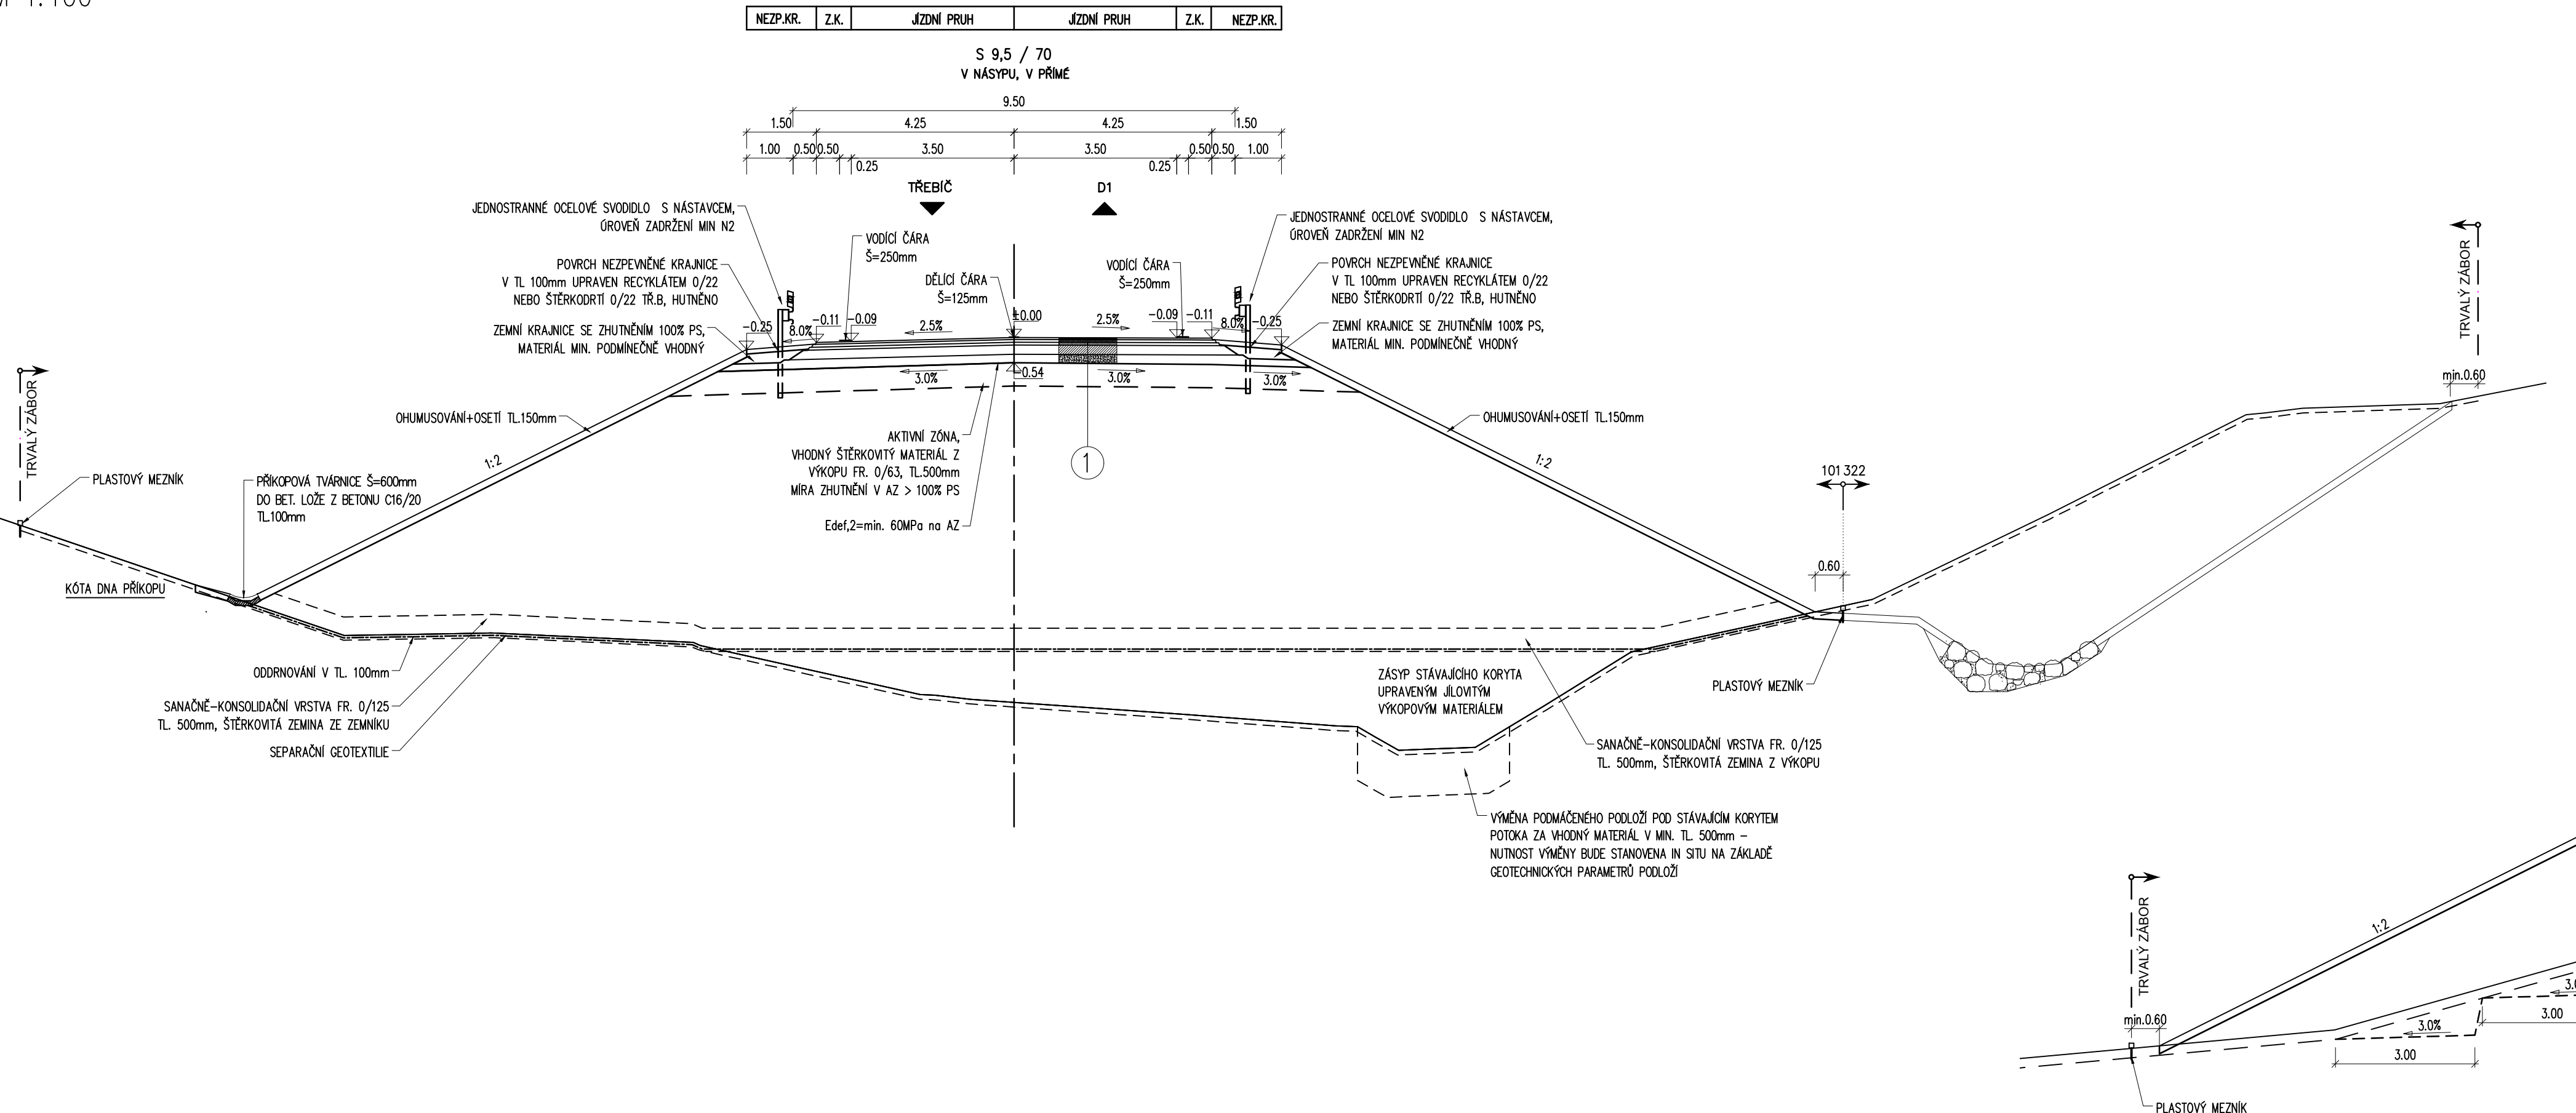 NEZP.KR. Z.K. JÍZDNÍ PRUH JÍZDNÍ PRUH Z.K. NEZP.KR.
S 9,5 / 70
V NÁSYPU, V PŘÍMÉ
9.50
1.50 4.25 4.25 1.50
1.00 0.50 0.50 3.50 3.50 0.50 0.50 1.00
0.25 0.25
TŘEBÍČ D1
JEDNOSTRANNÉ OCELOVÉ SVODIDLO S NÁSTAVCEM,
ÚROVEŇ ZADRŽENÍ MIN N2
POVRCH NEZPEVNĚNÉ KRAJNICE
V TL 100mm UPRAVEN RECYKLÁTEM 0/22
NEBO ŠTĚRKODRTÍ 0/22 TŘ.B, HUTNĚNO
ZEMNÍ KRAJNICE SE ZHUTNĚNÍM 100% PS,
MATERIÁL MIN. PODMÍNEČNĚ VHODNÝ
VODÍCÍ ČÁRA
Š=250mm
DĚLÍCÍ ČÁRA
Š=125mm
VODÍCÍ ČÁRA
Š=250mm
JEDNOSTRANNÉ OCELOVÉ SVODIDLO S NÁSTAVCEM,
ÚROVEŇ ZADRŽENÍ MIN N2
POVRCH NEZPEVNĚNÉ KRAJNICE
V TL 100mm UPRAVEN RECYKLÁTEM 0/22
NEBO ŠTĚRKODRTÍ 0/22 TŘ.B, HUTNĚNO
ZEMNÍ KRAJNICE SE ZHUTNĚNÍM 100% PS,
MATERIÁL MIN. PODMÍNEČNĚ VHODNÝ
-0.25 8.0% -0.11 -0.09 2.5% ±0.00 2.5% -0.09 -0.11 8.0% -0.25
3.0% -0.54 3.0% 3.0%
TRVALÝ ZÁBOR
TRVALÝ ZÁBOR
min.0.60
OHUMUSOVÁNÍ+OSETÍ TL.150mm
OHUMUSOVÁNÍ+OSETÍ TL.150mm
1:2
1:2
AKTIVNÍ ZÓNA,
VHODNÝ ŠTĚRKOVITÝ MATERIÁL Z
VÝKOPU FR. 0/63, TL.500mm
MÍRA ZHUTNĚNÍ V AZ > 100% PS
Edef,2=min. 60MPa na AZ
1
PLASTOVÝ MEZNÍK
PŘÍKOPOVÁ TVÁRNICE Š=600mm
DO BET. LOŽE Z BETONU C16/20
TL.100mm
101 322
0.60
KÓTA DNA PŘÍKOPU
ODDRNOVÁNÍ V TL. 100mm
SANAČNĚ-KONSOLIDAČNÍ VRSTVA FR. 0/125
TL. 500mm, ŠTĚRKOVITÁ ZEMINA ZE ZEMNÍKU
SEPARAČNÍ GEOTEXTILIE
ZÁSYP STÁVAJÍCÍHO KORYTA
UPRAVENÝM JÍLOVITÝM
VÝKOPOVÝM MATERIÁLEM
PLASTOVÝ MEZNÍK
SANAČNĚ-KONSOLIDAČNÍ VRSTVA FR. 0/125
TL. 500mm, ŠTĚRKOVITÁ ZEMINA Z VÝKOPU
VÝMĚNA PODMÁČENÉHO PODLOŽÍ POD STÁVAJÍCÍM KORYTEM
POTOKA ZA VHODNÝ MATERIÁL V MIN. TL. 500mm –
NUTNOST VÝMĚNY BUDE STANOVENA IN SITU NA ZÁKLADĚ
GEOTECHNICKÝCH PARAMETRŮ PODLOŽÍ
TRVALÝ ZÁBOR
1:2
min.0.60
3.0%
3.00
3.00
PLASTOVÝ MEZNÍK